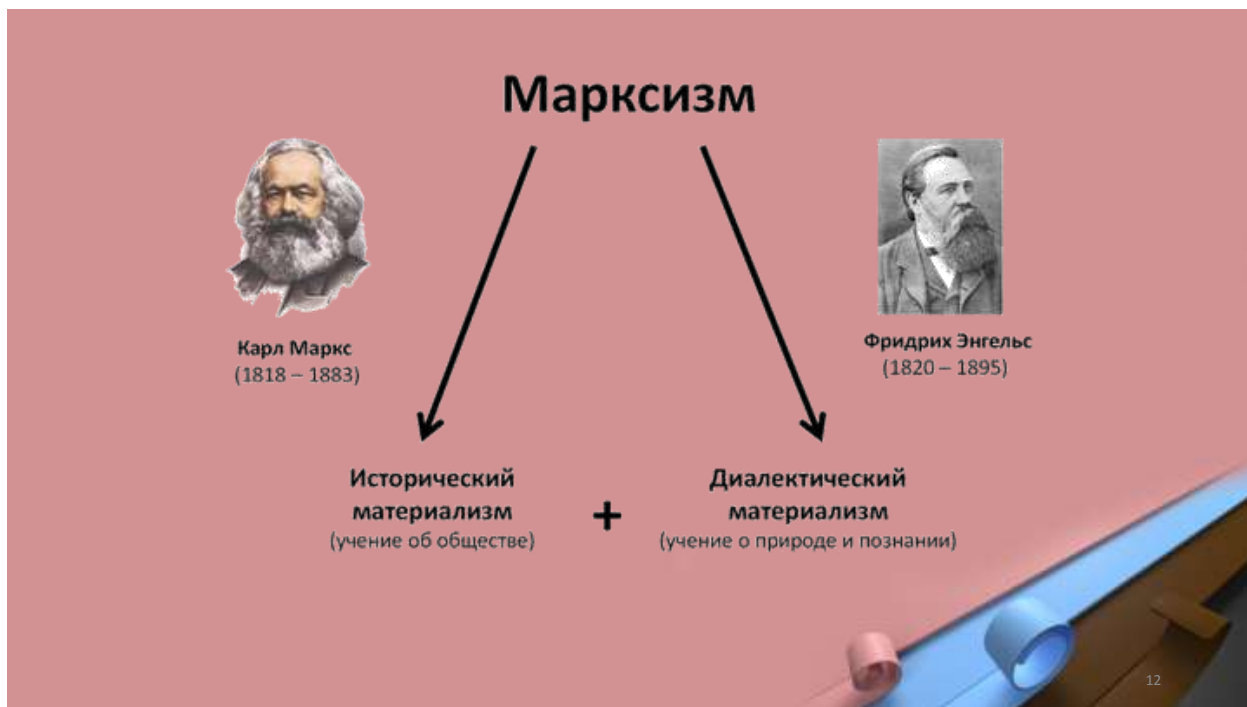 Марксизм
Карл Маркс
(1818 – 1883)
Фридрих Энгельс
(1820 – 1895)
Исторический
материализм
(учение об обществе)
+
Диалектический
материализм
(учение о природе и познании)
12